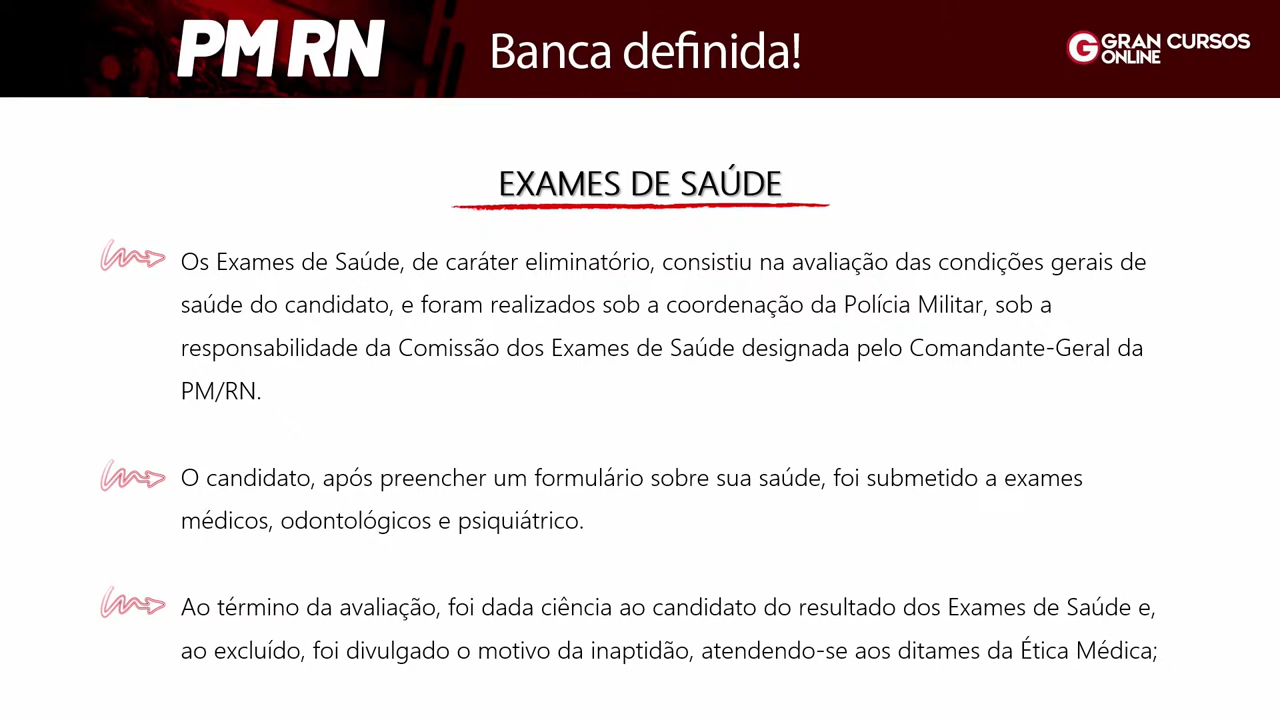 PM RN
Banca definida!
GRAN CURSOS
ONLINE
EXAMES DE SAÚDE
Os Exames de Saúde, de caráter eliminatório, consistiu na avaliação das condições gerais de
saúde do candidato, e foram realizados sob a coordenação da Polícia Militar, sob a
responsabilidade da Comissão dos Exames de Saúde designada pelo Comandante-Geral da
PM/RN.
O candidato, após preencher um formulário sobre sua saúde, foi submetido a exames
médicos, odontológicos e psiquiátrico.
Ao término da avaliação, foi dada ciência ao candidato do resultado dos Exames de Saúde e,
ao excluído, foi divulgado o motivo da inaptidão, atendendo-se aos ditames da Ética Médica;